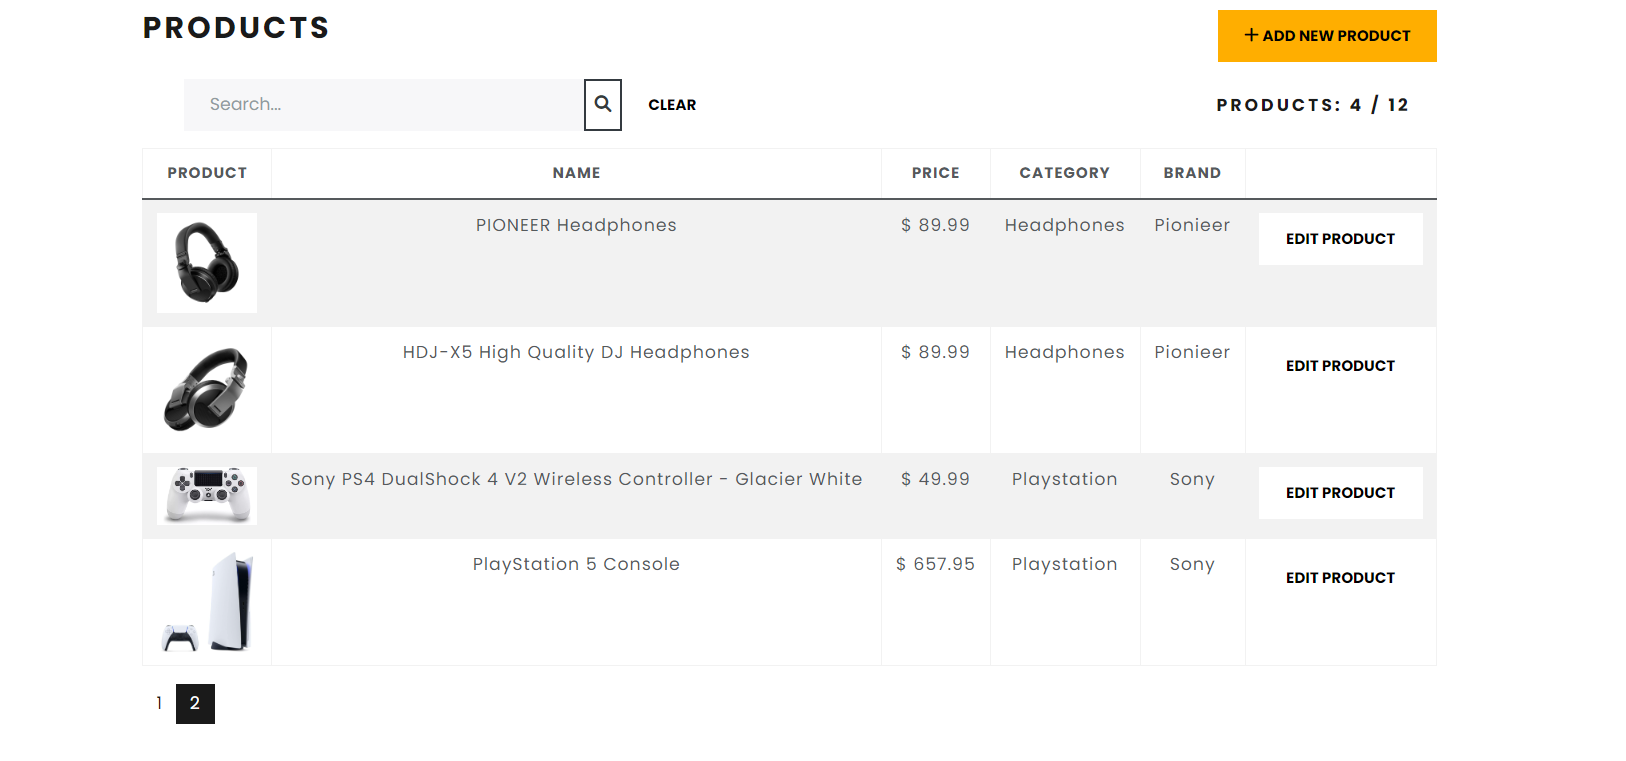 PRODUCTS
+ ADD NEW PRODUCT
Search...
CLEAR
PRODUCTS: 4 / 12
PRODUCT NAME PRICE CATEGORY BRAND
PIONEER Headphones $ 89.99 Headphones Pionieer EDIT PRODUCT
HDJ-X5 High Quality DJ Headphones $ 89.99 Headphones Pionieer EDIT PRODUCT
Sony PS4 DualShock 4 V2 Wireless Controller - Glacier White $ 49.99 Playstation Sony EDIT PRODUCT
PlayStation 5 Console $ 657.95 Playstation Sony EDIT PRODUCT
1 2